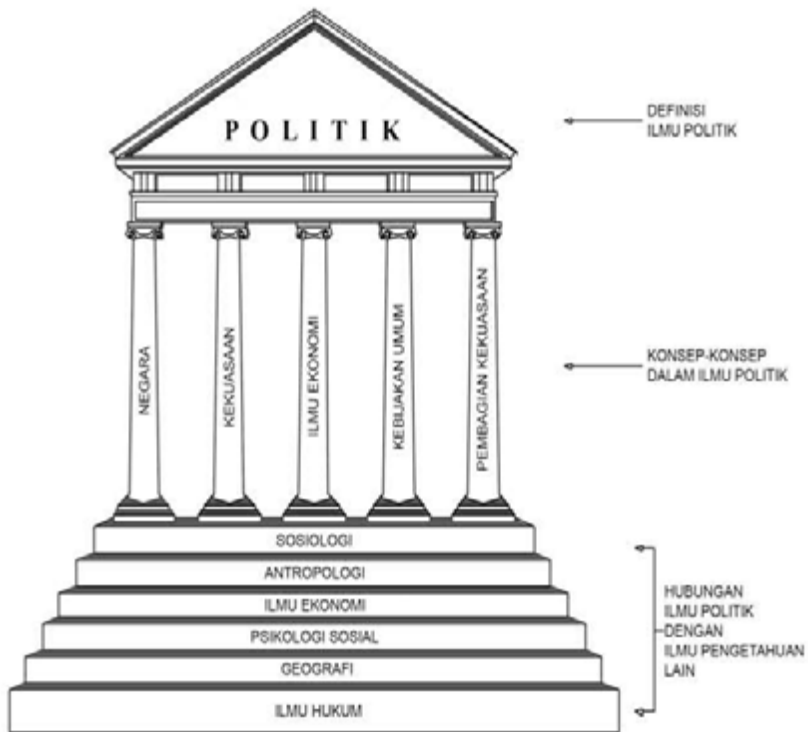 POLITIK
DEFINISI
ILMU POLITIK
NEGARA
KEKUASAAN
ILMU EKONOMI
KEBIJAKAN UMUM
PEMBAGIAN KEKUASAAN
KONSEP-KONSEP
DALAM ILMU POLITIK
SOSIOLOGI
ANTROPOLOGI
ILMU EKONOMI
PSIKOLOGI SOSIAL
GEOGRAFI
ILMU HUKUM
HUBUNGAN
ILMU POLITIK
DENGAN
ILMU PENGETAHUAN
LAIN